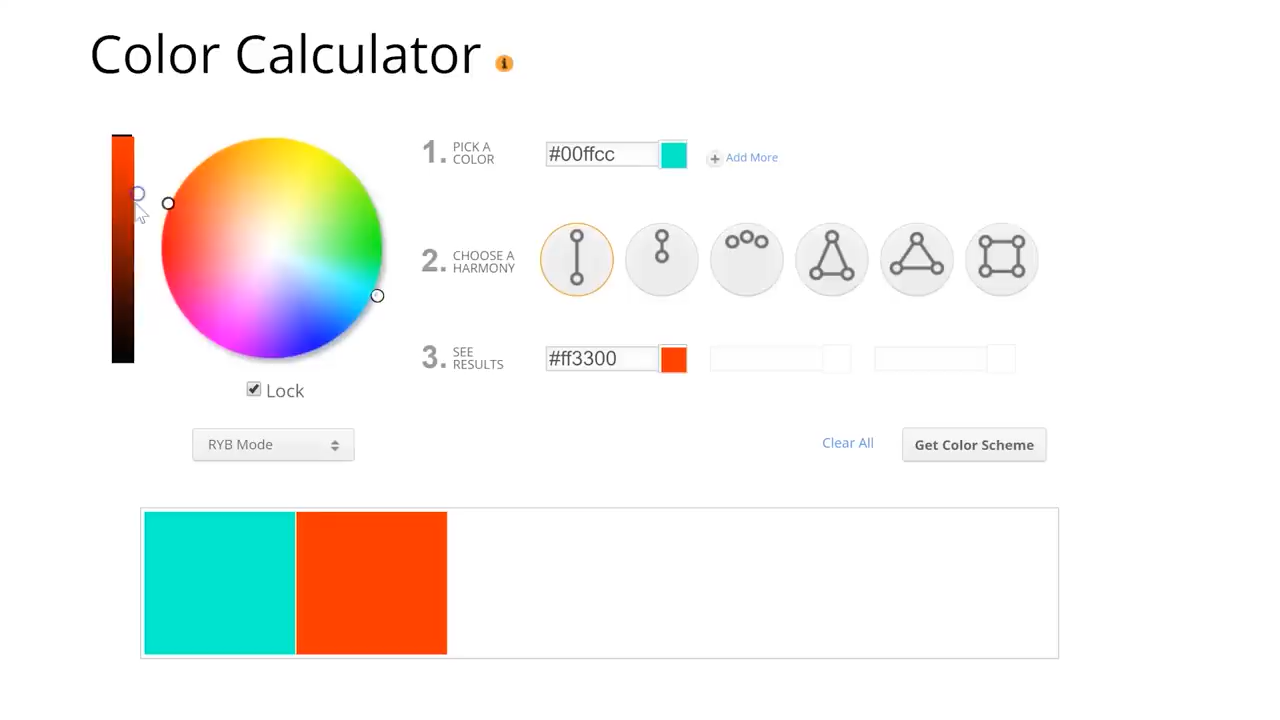 Color Calculator
1. PICK A
COLOR
#00ffcc
Add More
2. CHOOSE A
HARMONY
3. SEE
RESULTS
#ff3300
Lock
RYB Mode
Clear All
Get Color Scheme